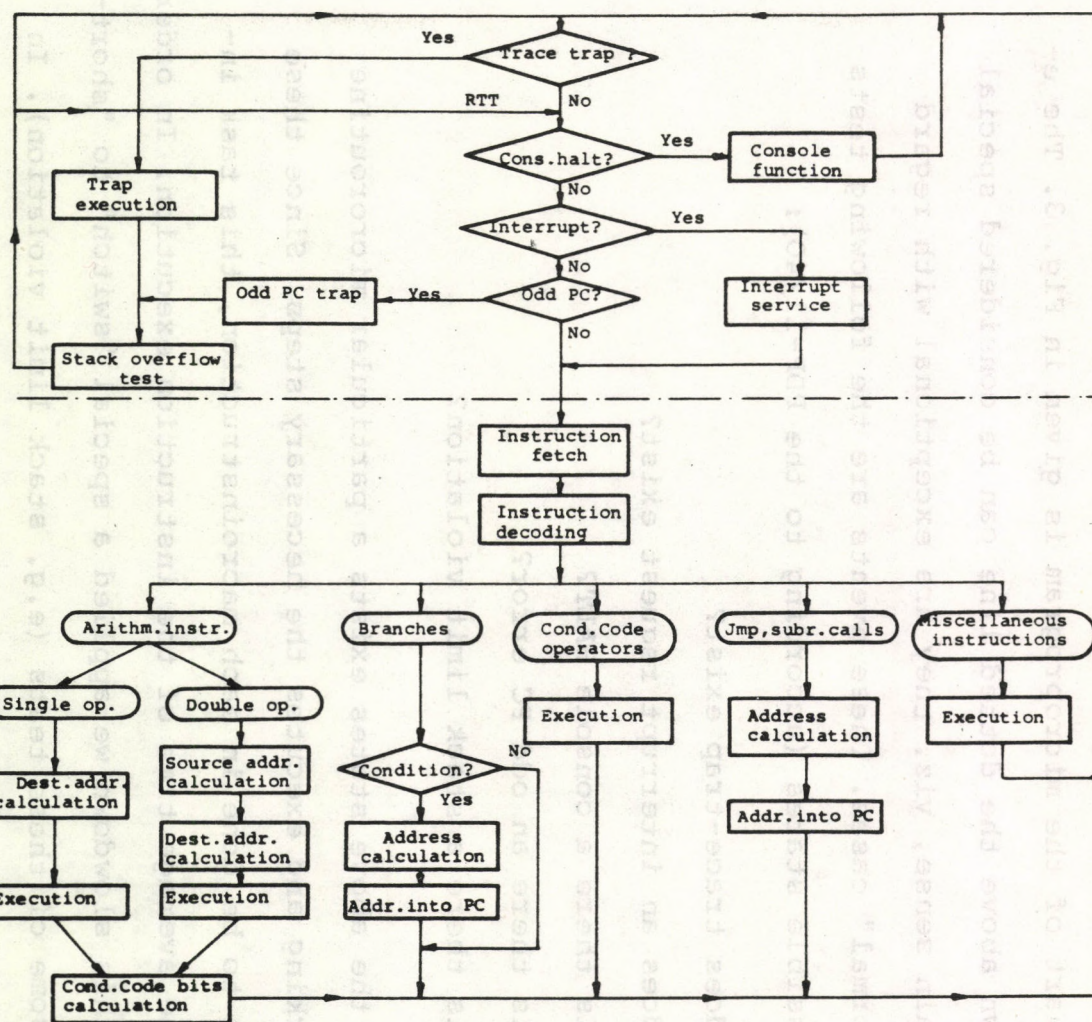 Yes
Trace trap ?
RTT
No
Cons.halt?
Yes
Console
function
Trap
execution
No
Interrupt?
Yes
No
Odd PC trap
Yes
Odd PC?
Interrupt
service
No
Stack overflow
test
Instruction
fetch
Instruction
decoding
Arithm.instr.
Branches
Cond.Code
operators
Jmp,subr.calls
Miscellaneous
instructions
Single op.
Double op.
Execution
Address
calculation
Execution
Dest.addr.
calculation
Source addr.
calculation
Condition?
No
Yes
Dest.addr.
calculation
Address
calculation
Addr.into PC
Execution
Execution
Addr.into PC
Cond.Code bits
calculation